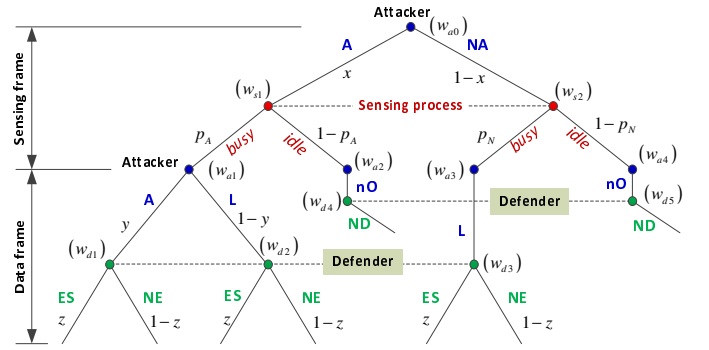 Attacker
(w_a0)
A
NA
x
1−x
(w_s1)
(w_s2)
Sensing process
Sensing frame
p_A
busy
idle
1−p_A
p_N
busy
idle
1−p_N
Attacker
(w_a1)
(w_a2)
(w_a3)
(w_a4)
nO
nO
(w_d4)
Defender
(w_d5)
A
L
y
1−y
ND
L
ND
Data frame
(w_d1)
(w_d2)
Defender
(w_d3)
ES
NE
ES
NE
ES
NE
z
1−z
z
1−z
z
1−z